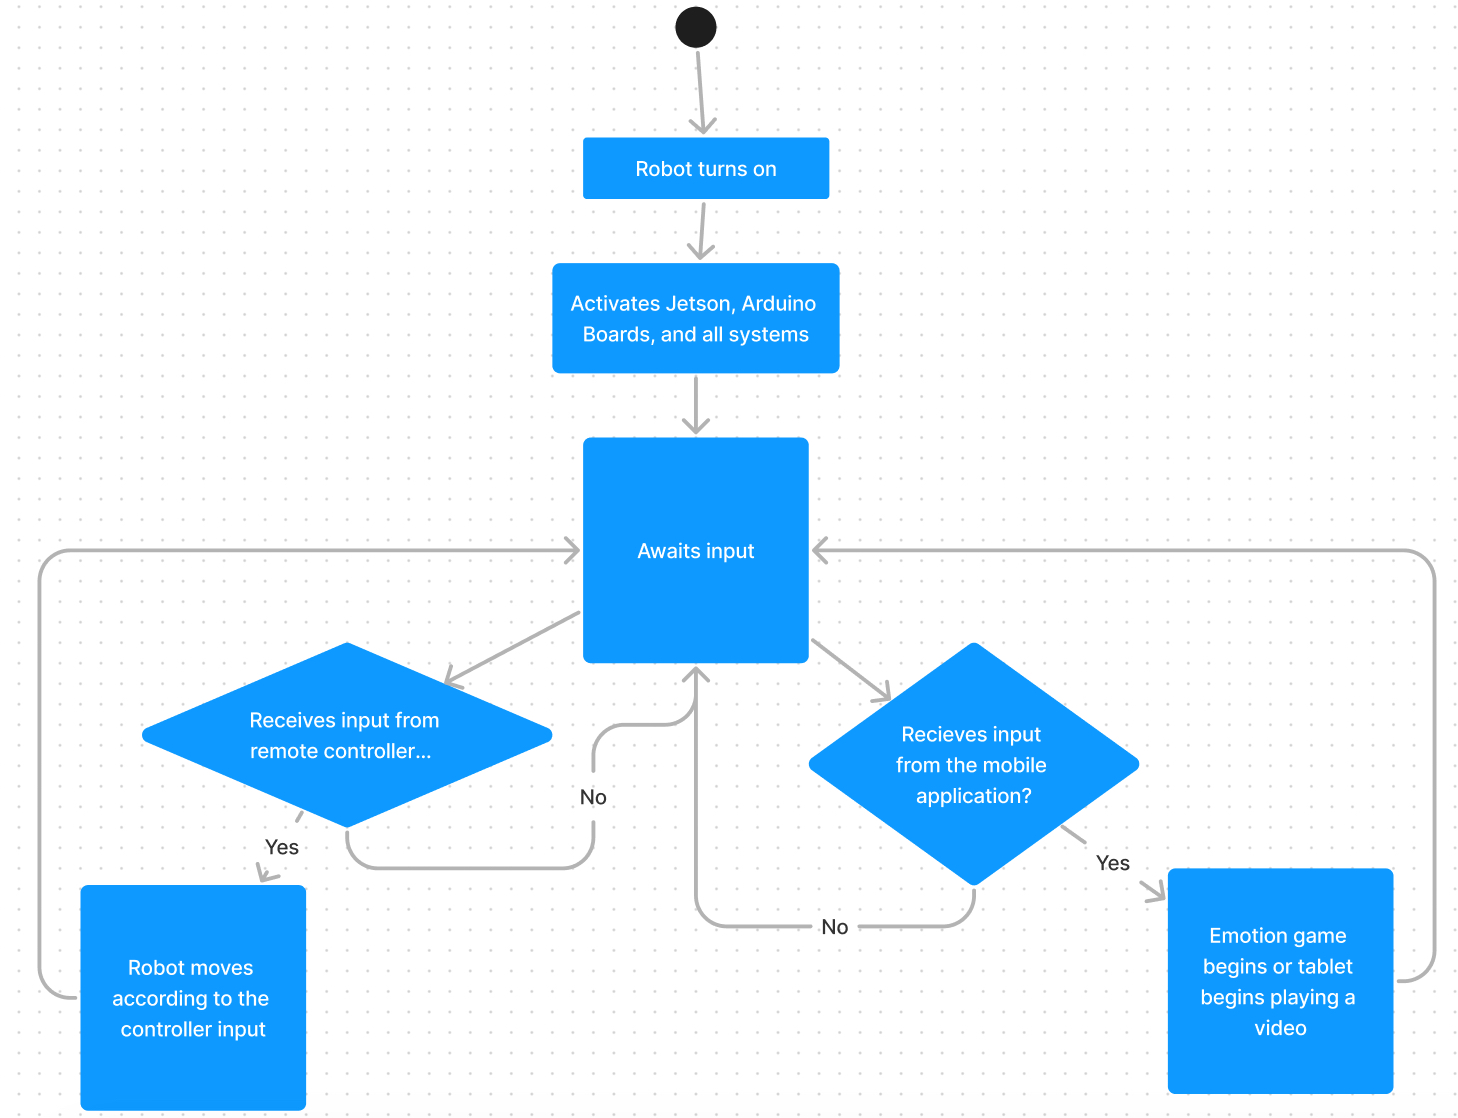 Robot turns on
Activates Jetson, Arduino
Boards, and all systems
Awaits input
Receives input from
remote controller...
Recieves input
from the mobile
application?
No
Yes
Yes
No
Robot moves
according to the
controller input
Emotion game
begins or tablet
begins playing a
video